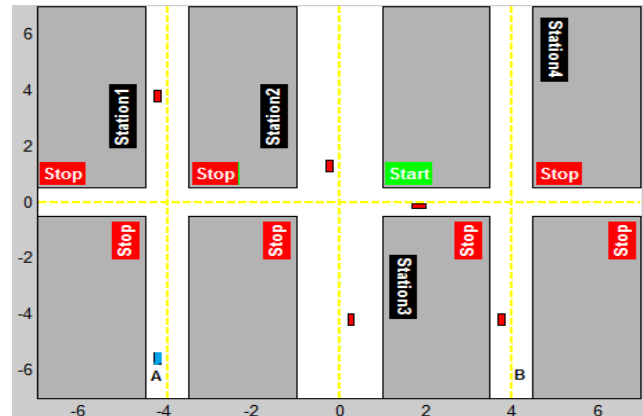 6
4
2
0
-2
-4
-6
Station1
Station2
Station4
Stop
Stop
Start
Stop
Stop
Stop
Station3
Stop
Stop
A
B
-6
-4
-2
0
2
4
6